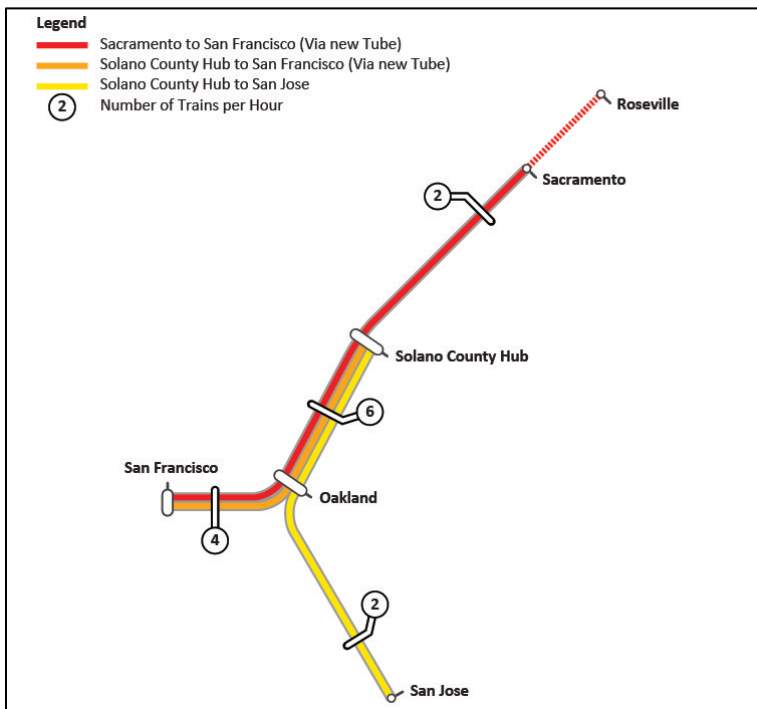 Legend
Sacramento to San Francisco (Via new Tube)
Solano County Hub to San Francisco (Via new Tube)
Solano County Hub to San Jose
2 Number of Trains per Hour
Roseville
Sacramento
2
Solano County Hub
6
San Francisco
Oakland
4
2
San Jose